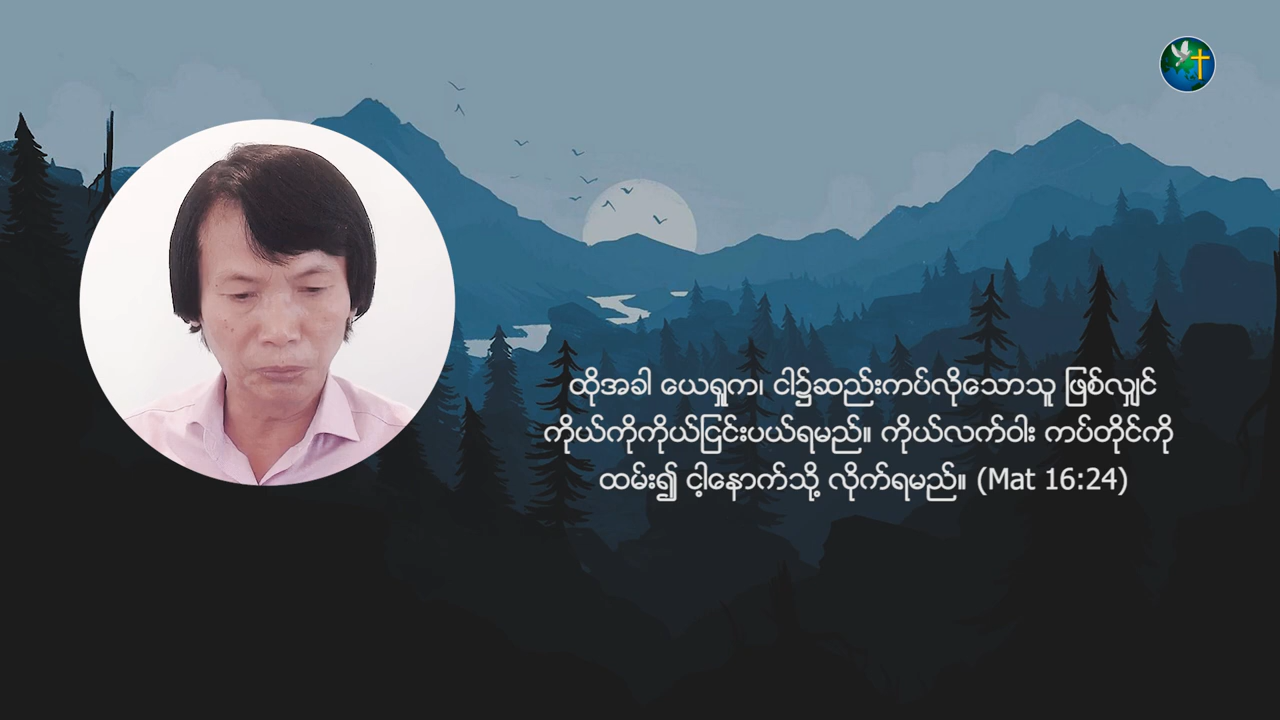 ထိုအခါ ယေရှုက၊ ငါ၌ဆည်းကပ်လိုသောသူ ဖြစ်လျှင်
ကိုယ်ကိုကိုယ်ငြင်းပယ်ရမည်။ ကိုယ်လက်ဝါး ကပ်တိုင်ကို
ထမ်း၍ ငါ့နောက်သို့ လိုက်ရမည်။ (Mat 16:24)